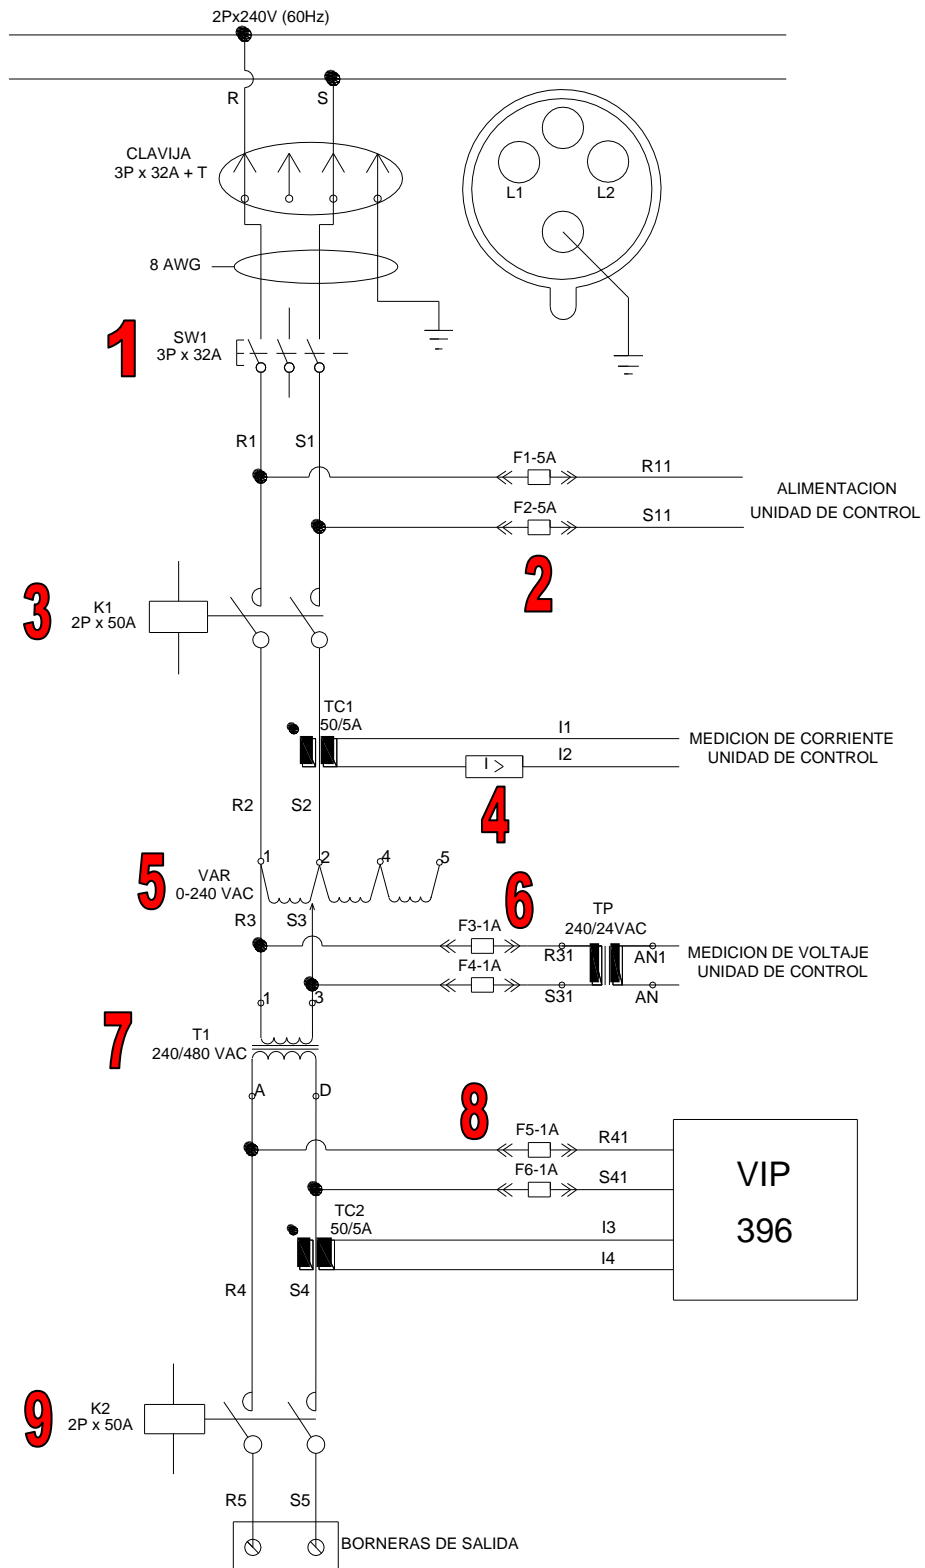 2Px240V (60Hz)
R
S
CLAVIJA
3P x 32A + T
L1
L2
8 AWG
1
SW1
3P x 32A
R1
S1
F1-5A
R11
ALIMENTACION
UNIDAD DE CONTROL
F2-5A
S11
2
3
K1
2P x 50A
TC1
50/5A
I1
MEDICION DE CORRIENTE
UNIDAD DE CONTROL
I2
I >
4
R2
S2
1
2
4
5
5
VAR
0-240 VAC
6
R3
S3
F3-1A
TP
240/24VAC
R31
AN1
MEDICION DE VOLTAJE
UNIDAD DE CONTROL
F4-1A
S31
AN
1
3
7
T1
240/480 VAC
A
D
8
F5-1A
R41
F6-1A
S41
VIP
396
TC2
50/5A
I3
I4
R4
S4
9
K2
2P x 50A
R5
S5
BORNERAS DE SALIDA